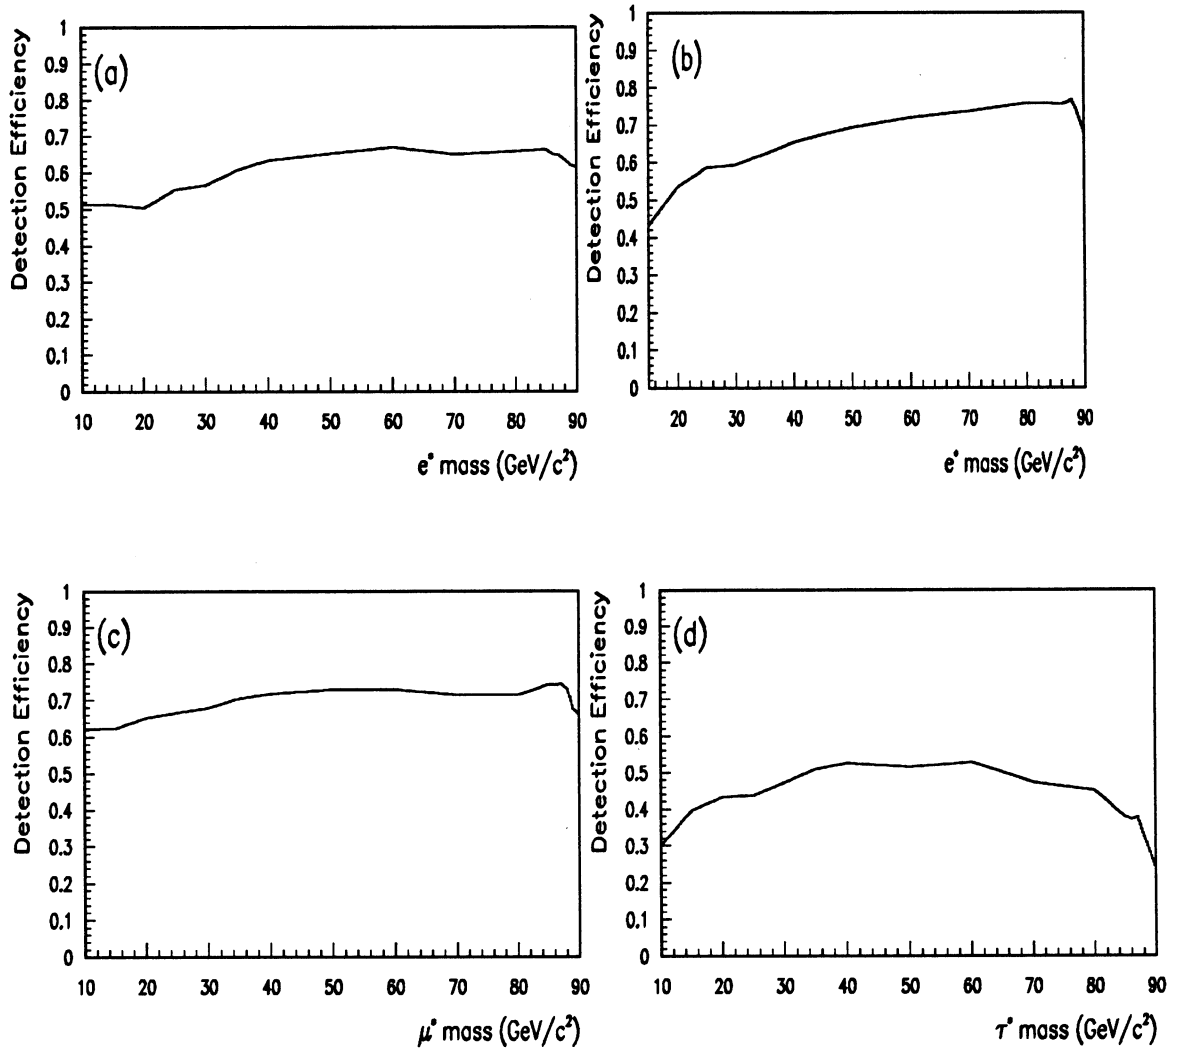 1
0.9
0.8
0.7
0.6
0.5
0.4
0.3
0.2
0.1
0
Detection Efficiency
(a)
10 20 30 40 50 60 70 80 90
e* mass (GeV/c²)
1
0.9
0.8
0.7
0.6
0.5
0.4
0.3
0.2
0.1
0
Detection Efficiency
(b)
20 30 40 50 60 70 80 90
e* mass (GeV/c²)
1
0.9
0.8
0.7
0.6
0.5
0.4
0.3
0.2
0.1
0
Detection Efficiency
(c)
10 20 30 40 50 60 70 80 90
μ* mass (GeV/c²)
1
0.9
0.8
0.7
0.6
0.5
0.4
0.3
0.2
0.1
0
Detection Efficiency
(d)
10 20 30 40 50 60 70 80 90
τ* mass (GeV/c²)